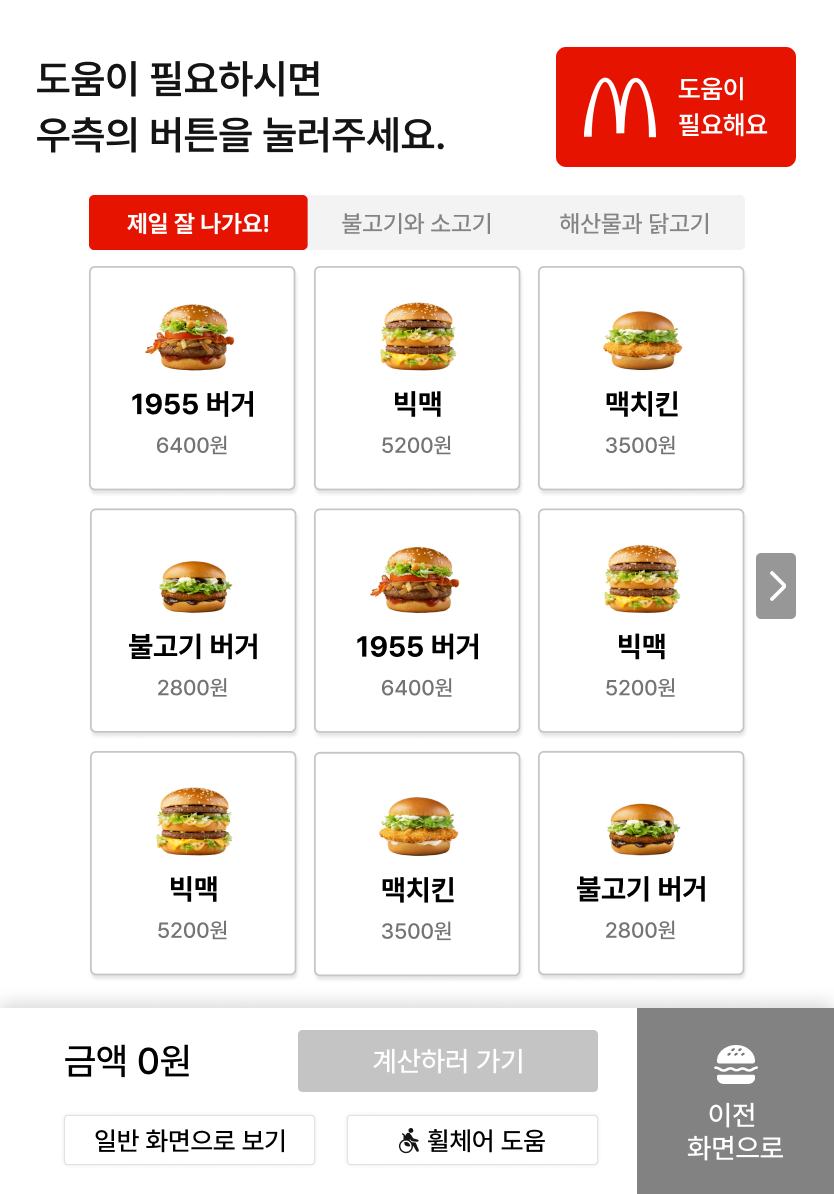 도움이 필요하시면
우측의 버튼을 눌러주세요.
도움이
필요해요
제일 잘 나가요!
불고기와 소고기
해산물과 닭고기
1955 버거
6400원
빅맥
5200원
맥치킨
3500원
불고기 버거
2800원
1955 버거
6400원
빅맥
5200원
빅맥
5200원
맥치킨
3500원
불고기 버거
2800원
금액 0원
계산하러 가기
일반 화면으로 보기
휠체어 도움
이전
화면으로